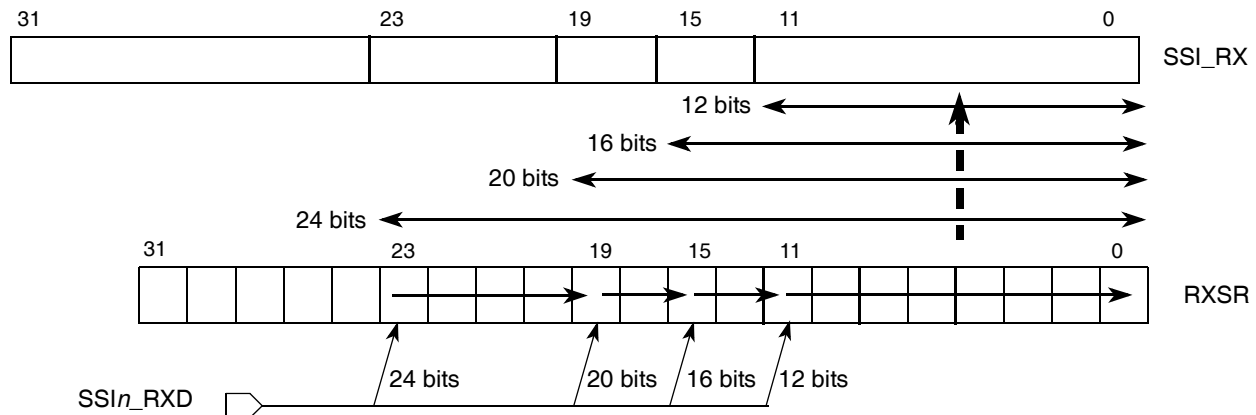 31 23 19 15 11 0
SSI_RX
12 bits
16 bits
20 bits
24 bits
31 23 19 15 11 0
RXSR
24 bits 20 bits 16 bits 12 bits
SSIn_RXD